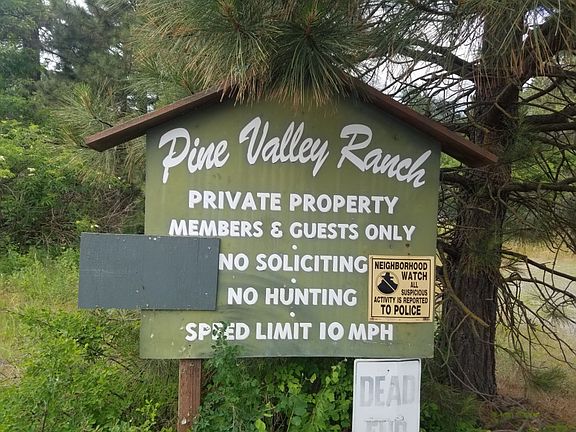 Pine Valley Ranch
PRIVATE PROPERTY
MEMBERS & GUESTS ONLY
NO SOLICITING
NO HUNTING
SPEED LIMIT 10 MPH
NEIGHBORHOOD
WATCH
ALL
SUSPICIOUS
ACTIVITY IS REPORTED
TO POLICE
DEAD
END